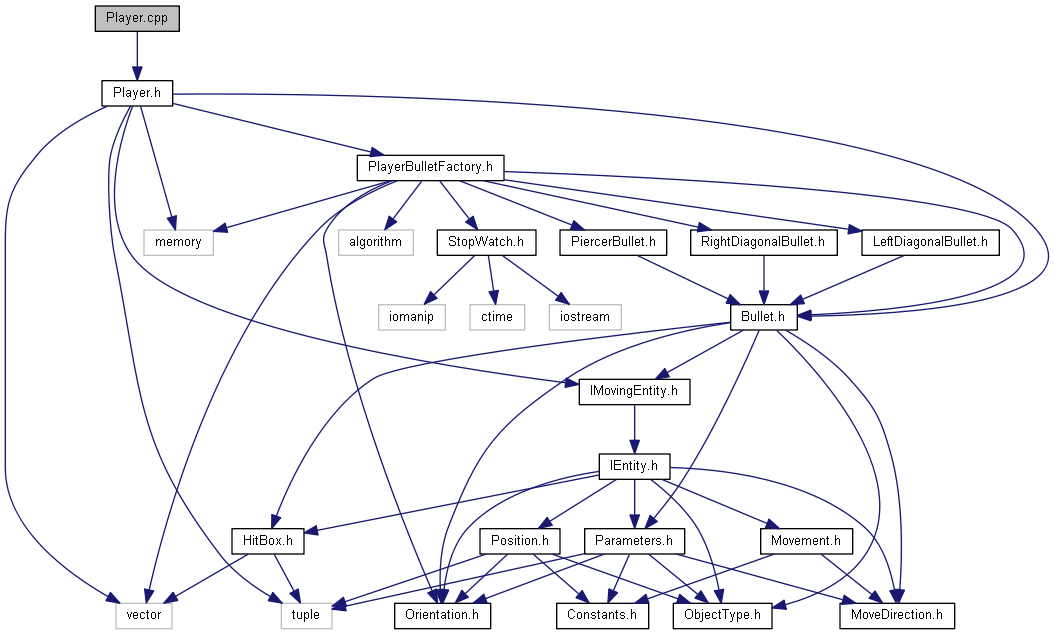 Player.cpp
Player.h
PlayerBulletFactory.h
memory
algorithm
StopWatch.h
PiercerBullet.h
RightDiagonalBullet.h
LeftDiagonalBullet.h
iomanip
ctime
iostream
Bullet.h
IMovingEntity.h
IEntity.h
HitBox.h
Position.h
Parameters.h
Movement.h
vector
tuple
Orientation.h
Constants.h
ObjectType.h
MoveDirection.h